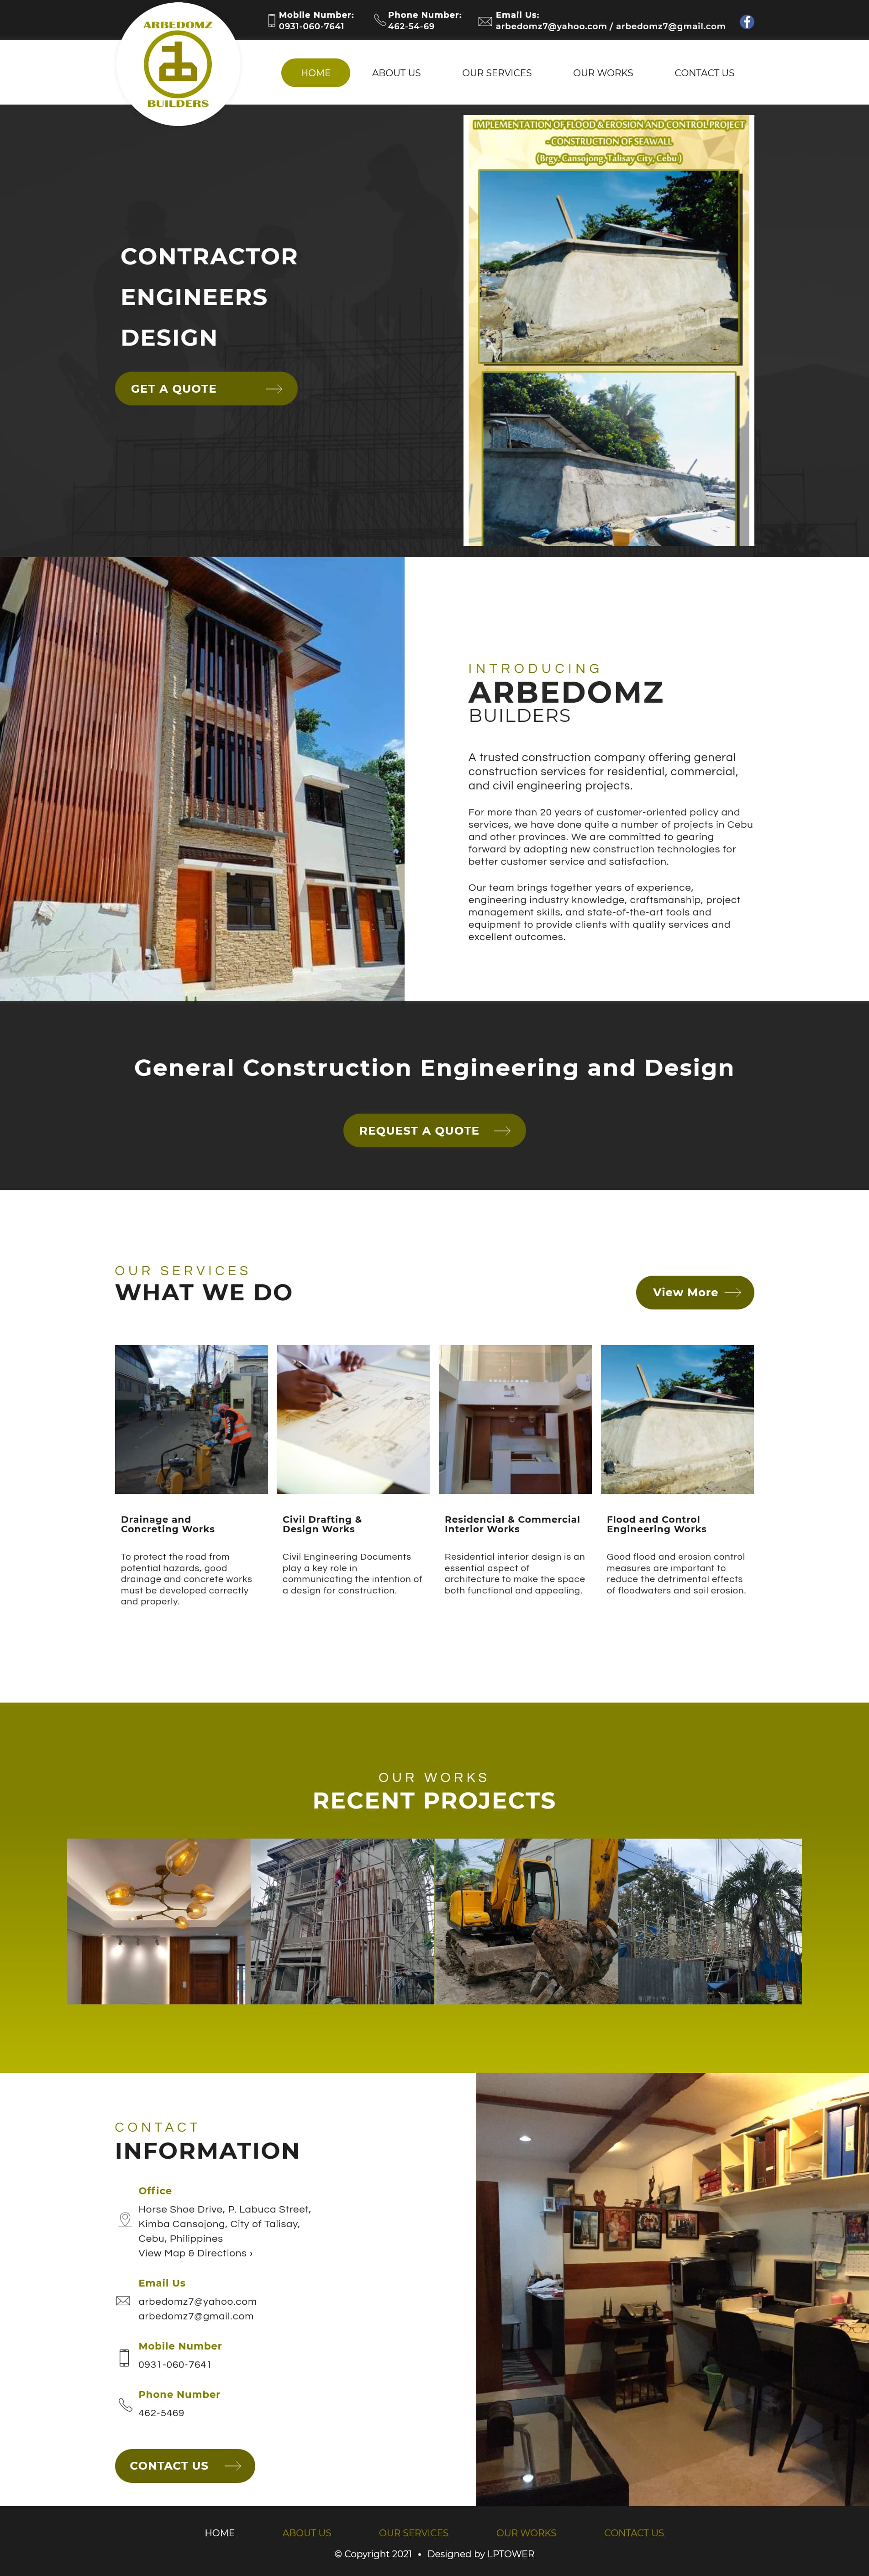 ARBEDOMZ
BUILDERS
Mobile Number:
0931-060-7641
Phone Number:
462-54-69
Email Us:
arbedomz7@yahoo.com / arbedomz7@gmail.com
HOME
ABOUT US
OUR SERVICES
OUR WORKS
CONTACT US
CONTRACTOR
ENGINEERS
DESIGN
GET A QUOTE
IMPLEMENTATION OF FLOOD & EROSION AND CONTROL PROJECT
- CONSTRUCTION OF SEAWALL
(Brgy. Cansojong, Talisay City, Cebu )
INTRODUCING
ARBEDOMZ
BUILDERS
A trusted construction company offering general
construction services for residential, commercial,
and civil engineering projects.
For more than 20 years of customer-oriented policy and
services, we have done quite a number of projects in Cebu
and other provinces. We are committed to gearing
forward by adopting new construction technologies for
better customer service and satisfaction.
Our team brings together years of experience,
engineering industry knowledge, craftsmanship, project
management skills, and state-of-the-art tools and
equipment to provide clients with quality services and
excellent outcomes.
General Construction Engineering and Design
REQUEST A QUOTE
OUR SERVICES
WHAT WE DO
View More
Drainage and
Concreting Works
To protect the road from
potential hazards, good
drainage and concrete works
must be developed correctly
and properly.
Civil Drafting &
Design Works
Civil Engineering Documents
play a key role in
communicating the intention of
a design for construction.
Residencial & Commercial
Interior Works
Residential interior design is an
essential aspect of
architecture to make the space
both functional and appealing.
Flood and Control
Engineering Works
Good flood and erosion control
measures are important to
reduce the detrimental effects
of floodwaters and soil erosion.
OUR WORKS
RECENT PROJECTS
CONTACT
INFORMATION
Office
Horse Shoe Drive, P. Labuca Street,
Kimba Cansojong, City of Talisay,
Cebu, Philippines
View Map & Directions ›
Email Us
arbedomz7@yahoo.com
arbedomz7@gmail.com
Mobile Number
0931-060-7641
Phone Number
462-5469
CONTACT US
HOME
ABOUT US
OUR SERVICES
OUR WORKS
CONTACT US
© Copyright 2021 • Designed by LPTOWER